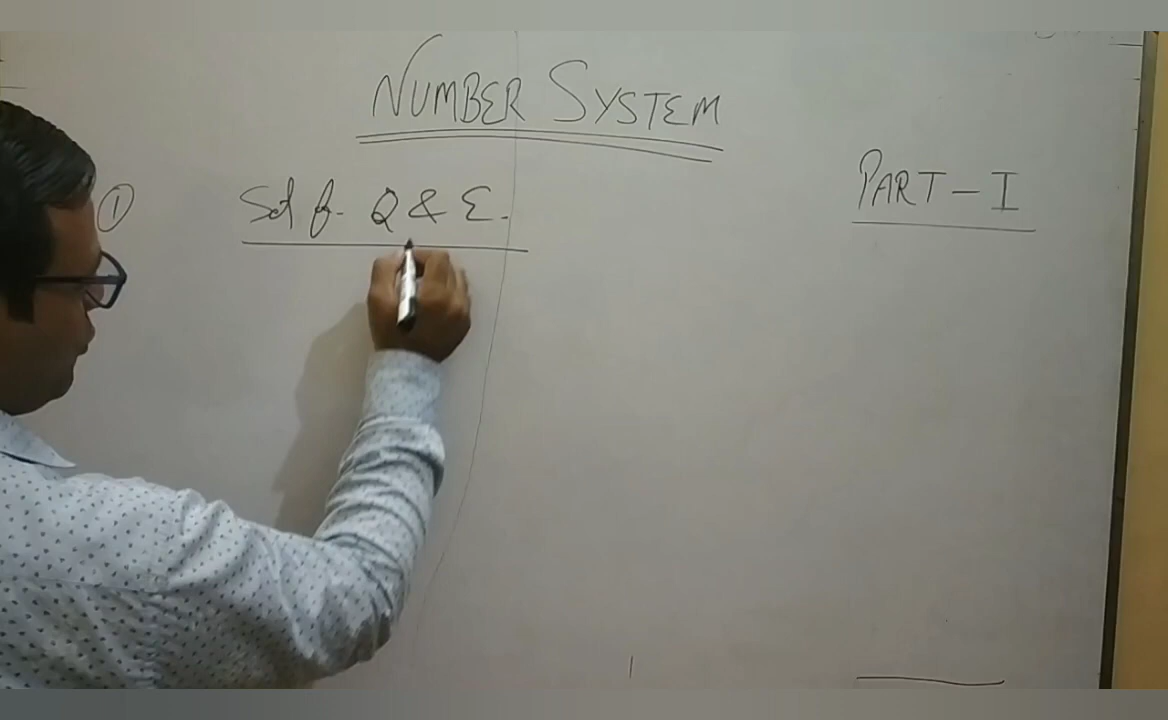 NUMBER SYSTEM
PART-I
① Set of Q & E.